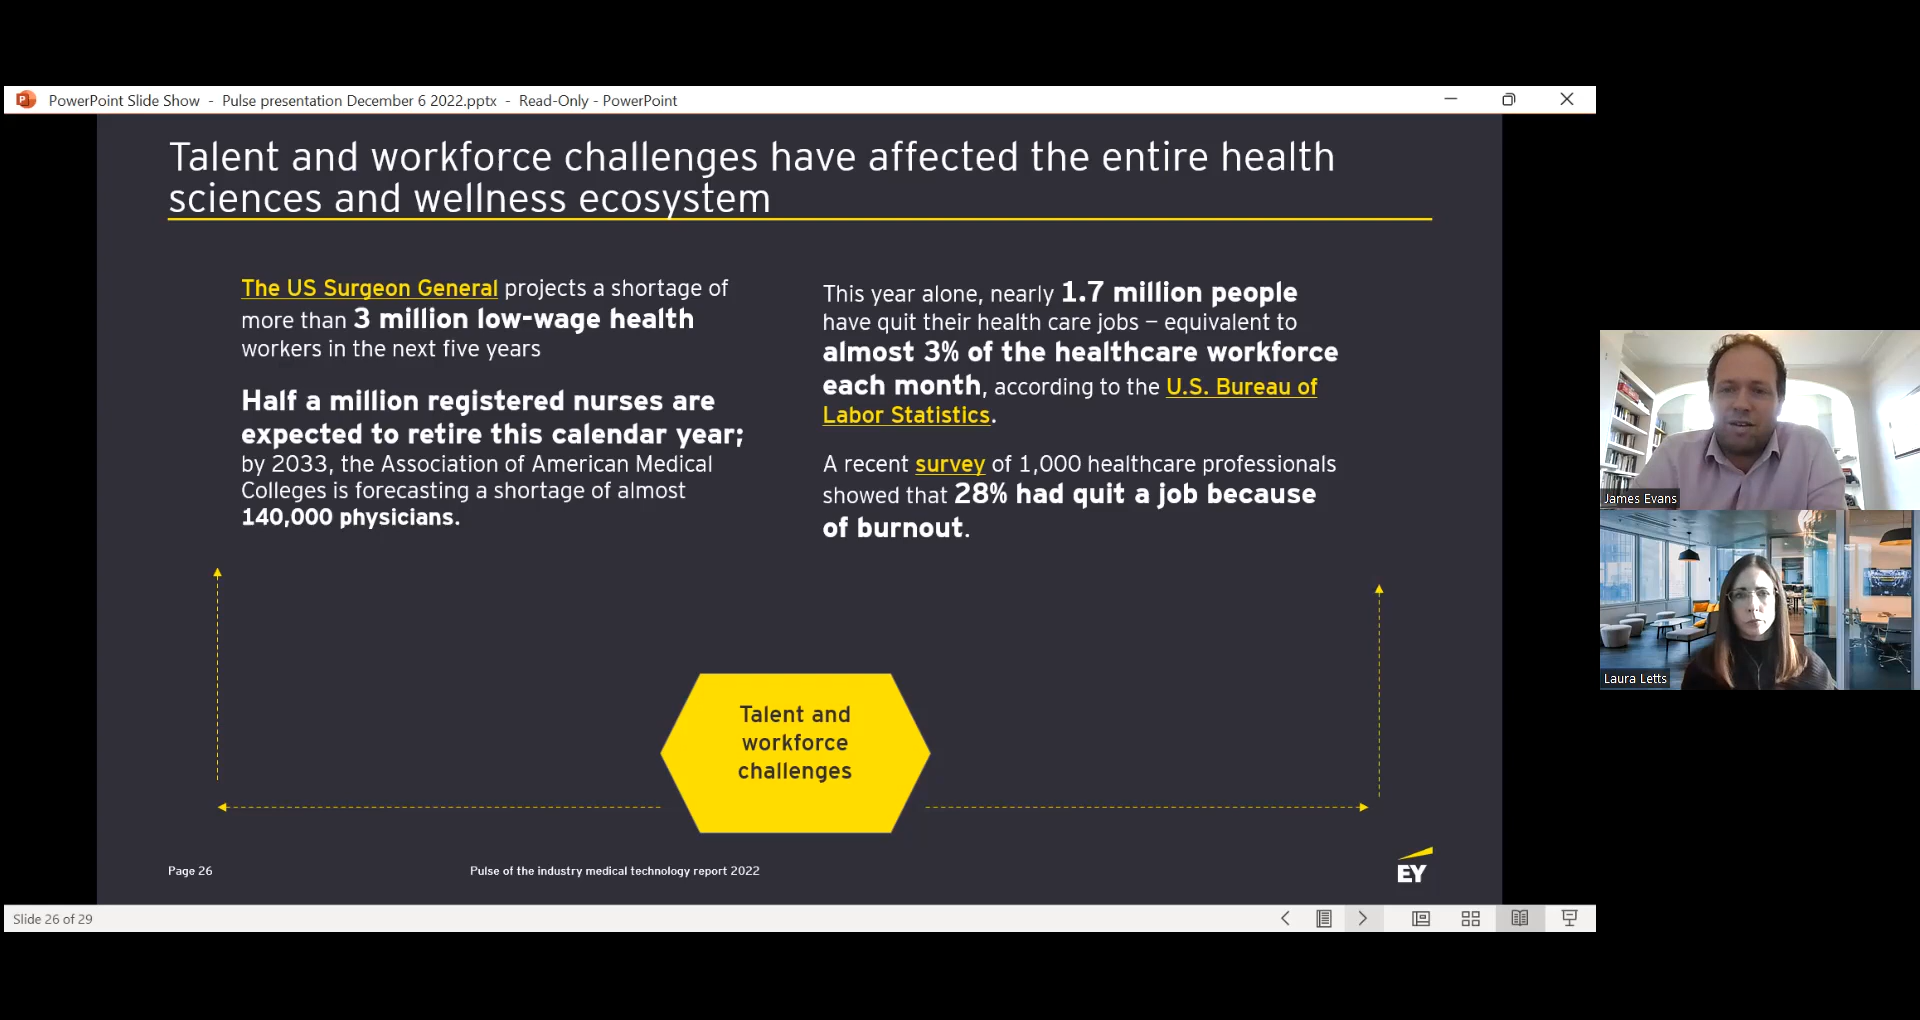 PowerPoint Slide Show - Pulse presentation December 6 2022.pptx - Read-Only - PowerPoint
Talent and workforce challenges have affected the entire health
sciences and wellness ecosystem
The US Surgeon General projects a shortage of
more than 3 million low-wage health
workers in the next five years
Half a million registered nurses are
expected to retire this calendar year;
by 2033, the Association of American Medical
Colleges is forecasting a shortage of almost
140,000 physicians.
This year alone, nearly 1.7 million people
have quit their health care jobs – equivalent to
almost 3% of the healthcare workforce
each month, according to the U.S. Bureau of
Labor Statistics.
A recent survey of 1,000 healthcare professionals
showed that 28% had quit a job because
of burnout.
Talent and
workforce
challenges
Page 26
Pulse of the industry medical technology report 2022
EY
Slide 26 of 29
James Evans
Laura Letts